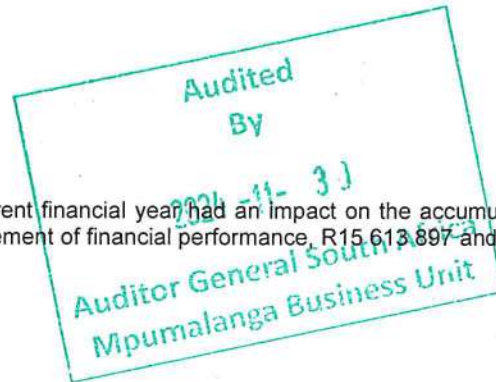 Audited
By
2024 -11- 3
rent financial year had an impact on the accumu
ement of financial performance, R15 613 897 and
Auditor General South Africa
Mpumalanga Business Unit